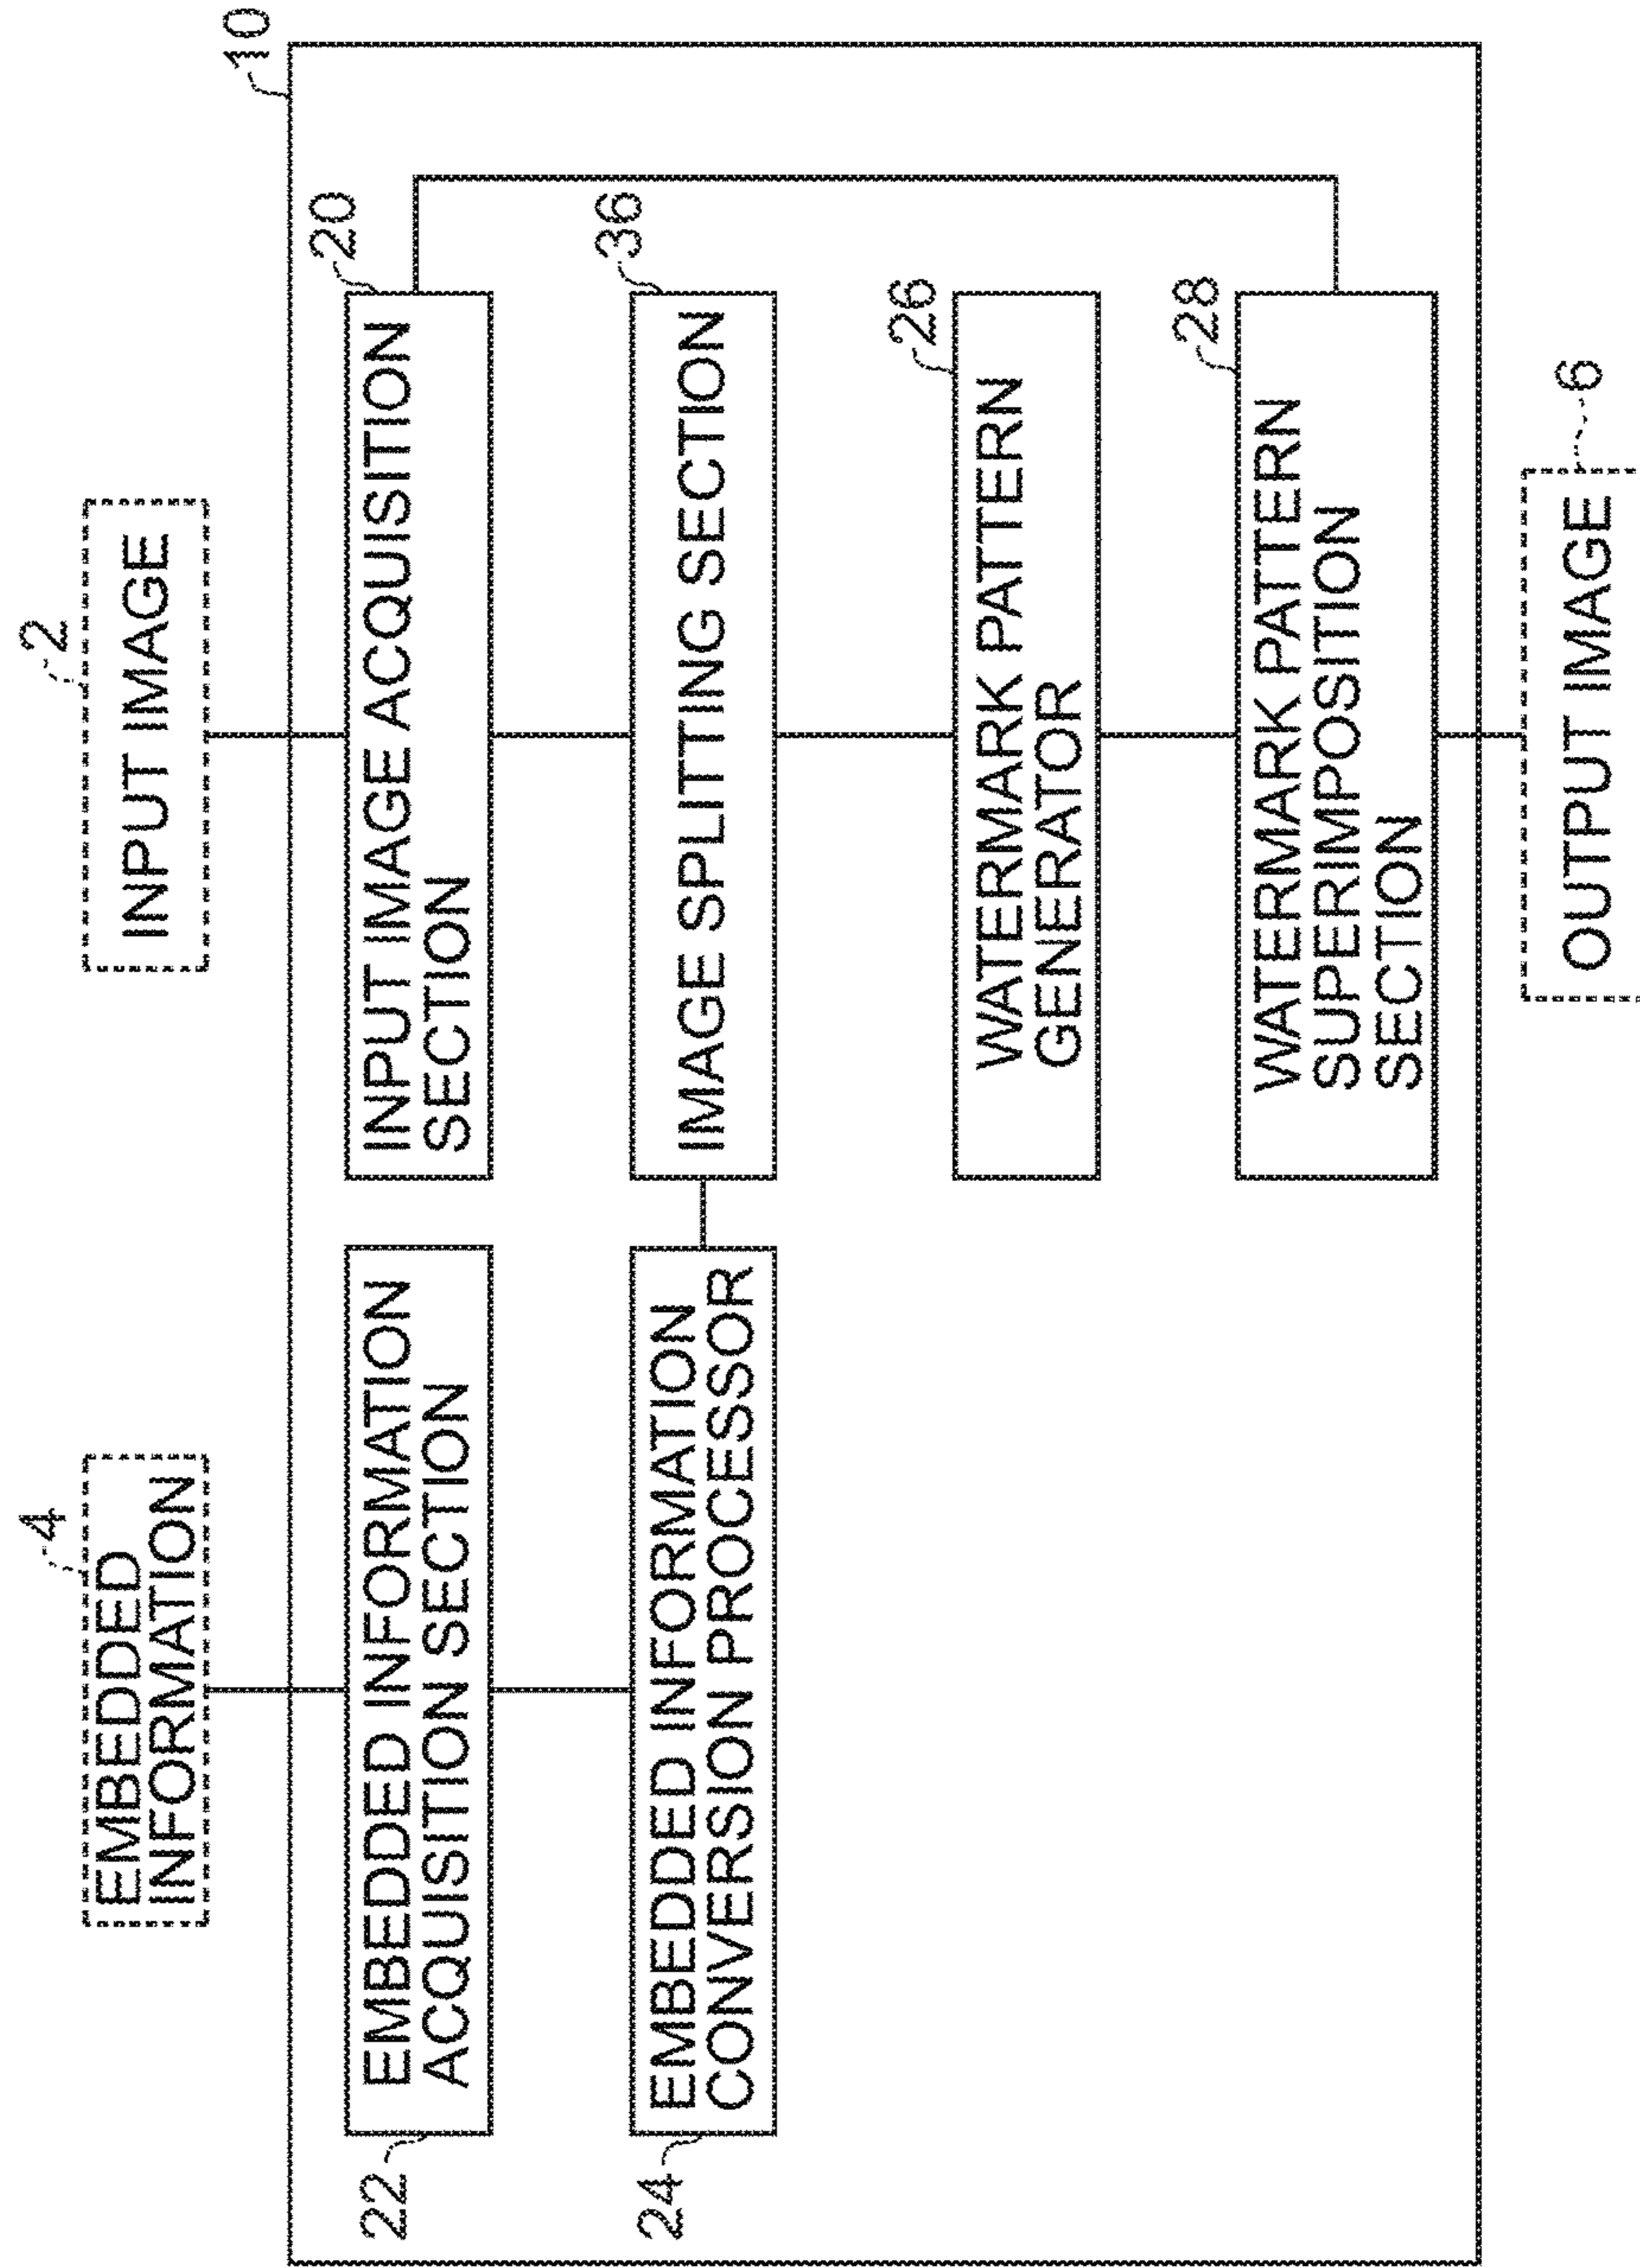 4
EMBEDDED
INFORMATION
2
INPUT IMAGE
10
22
EMBEDDED INFORMATION
ACQUISITION SECTION
20
INPUT IMAGE ACQUISITION
SECTION
24
EMBEDDED INFORMATION
CONVERSION PROCESSOR
36
IMAGE SPLITTING SECTION
26
WATERMARK PATTERN
GENERATOR
28
WATERMARK PATTERN
SUPERIMPOSITION
SECTION
OUTPUT IMAGE
6